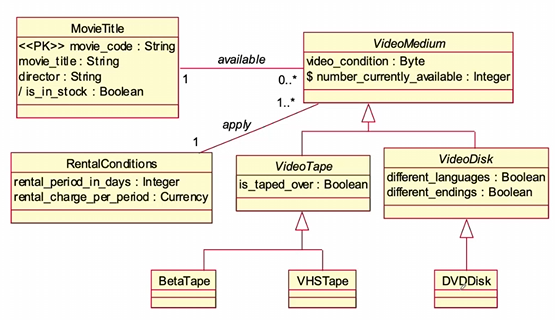 MovieTitle
<<PK>> movie_code : String
movie_title : String
director : String
/ is_in_stock : Boolean
available
1
0..*
VideoMedium
video_condition : Byte
$ number_currently_available : Integer
1..*
apply
1
RentalConditions
rental_period_in_days : Integer
rental_charge_per_period : Currency
VideoTape
is_taped_over : Boolean
VideoDisk
different_languages : Boolean
different_endings : Boolean
BetaTape
VHSTape
DVDDisk